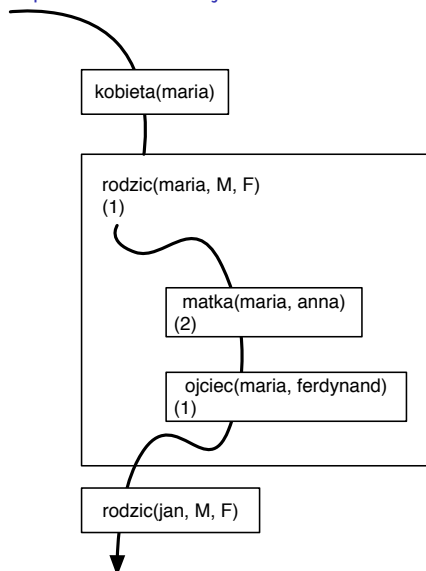 kobieta(maria)
rodzic(maria, M, F)
(1)
matka(maria, anna)
(2)
ojciec(maria, ferdynand)
(1)
rodzic(jan, M, F)